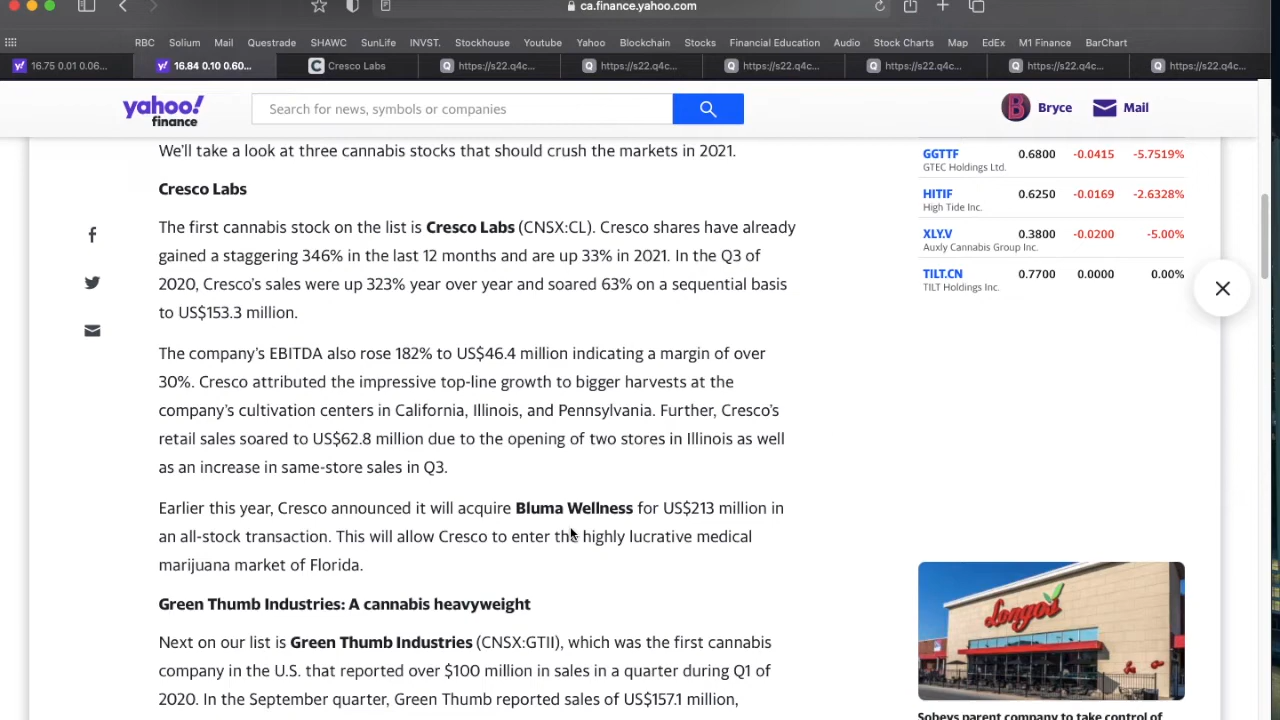 ca.finance.yahoo.com
RBC Solium Mail Questrade SHAWC SunLife INVST. Stockhouse Youtube Yahoo Blockchain Stocks Financial Education Audio Stock Charts Map EdEx M1 Finance BarChart
16.75 0.01 0.06... 16.84 0.10 0.60... Cresco Labs https://s22.q4c... https://s22.q4c... https://s22.q4c... https://s22.q4c... https://s22.q4c... https://s22.q4c...
yahoo!
finance
Search for news, symbols or companies
Bryce Mail
We'll take a look at three cannabis stocks that should crush the markets in 2021.
Cresco Labs
The first cannabis stock on the list is Cresco Labs (CNSX:CL). Cresco shares have already
gained a staggering 346% in the last 12 months and are up 33% in 2021. In the Q3 of
2020, Cresco's sales were up 323% year over year and soared 63% on a sequential basis
to US$153.3 million.
The company's EBITDA also rose 182% to US$46.4 million indicating a margin of over
30%. Cresco attributed the impressive top-line growth to bigger harvests at the
company's cultivation centers in California, Illinois, and Pennsylvania. Further, Cresco's
retail sales soared to US$62.8 million due to the opening of two stores in Illinois as well
as an increase in same-store sales in Q3.
Earlier this year, Cresco announced it will acquire Bluma Wellness for US$213 million in
an all-stock transaction. This will allow Cresco to enter the highly lucrative medical
marijuana market of Florida.
Green Thumb Industries: A cannabis heavyweight
Next on our list is Green Thumb Industries (CNSX:GTII), which was the first cannabis
company in the U.S. that reported over $100 million in sales in a quarter during Q1 of
2020. In the September quarter, Green Thumb reported sales of US$157.1 million,
GGTTF 0.6800 -0.0415 -5.7519%
GTEC Holdings Ltd.
HITIF 0.6250 -0.0169 -2.6328%
High Tide Inc.
XLY.V 0.3800 -0.0200 -5.00%
Auxly Cannabis Group Inc.
TILT.CN 0.7700 0.0000 0.00%
TILT Holdings Inc.
Longo's
Sobeys parent company to take control of